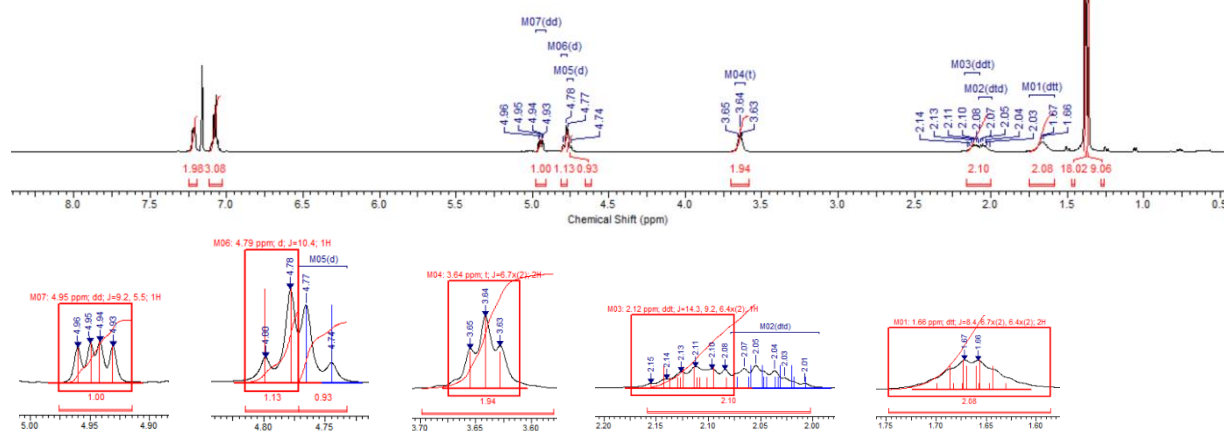 M07(dd)
M06(d)
M05(d)
M04(t)
M03(ddt)
M02(dtd)
M01(dtt)
4.96 4.95 4.94 4.93 4.78 4.77 4.74 3.65 3.64 3.63 2.14 2.13 2.11 2.10 2.08 2.07 2.05 2.04 2.03 1.67 1.66
1.98 3.08 1.00 1.13 0.93 1.94 2.10 2.08 18.02 9.06
8.0 7.5 7.0 6.5 6.0 5.5 5.0 4.5 4.0 3.5 3.0 2.5 2.0 1.5 1.0 0.5
Chemical Shift (ppm)
M07: 4.95 ppm; dd; J=9.2, 5.5; 1H
4.96 4.95 4.94 4.93
1.00
5.00 4.95 4.90
M06: 4.79 ppm; d; J=10.4; 1H
M05(d)
4.80 4.78 4.77 4.74
1.13 0.93
4.80 4.75
M04: 3.64 ppm; t; J=6.7x(2); 2H
3.65 3.64 3.63
1.94
3.70 3.65 3.60
M03: 2.12 ppm; ddt; J=14.3, 9.2, 6.4x(2); 1H
M02(dtd)
2.15 2.14 2.13 2.11 2.10 2.08 2.07 2.05 2.04 2.03 2.01
2.10
2.20 2.15 2.10 2.05 2.00
M01: 1.66 ppm; dtt; J=8.4, 6.7x(2), 6.4x(2); 2H
1.67 1.66
2.08
1.75 1.70 1.65 1.60